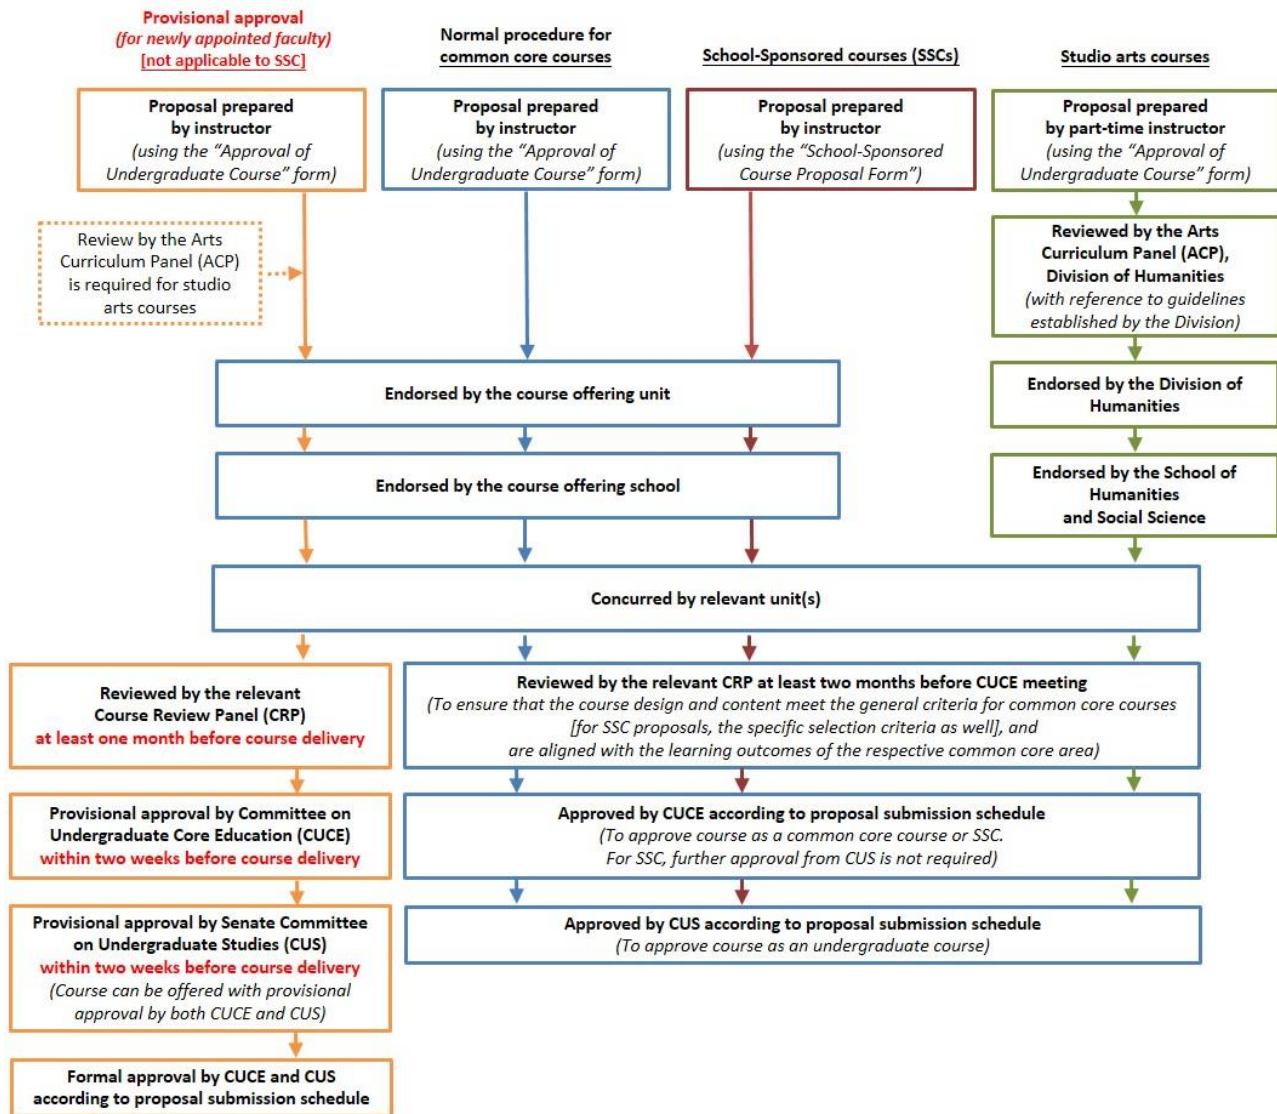 Provisional approval
(for newly appointed faculty)
[not applicable to SSC]
Normal procedure for
common core courses
School-Sponsored courses (SSCs)
Studio arts courses
Proposal prepared
by instructor
(using the “Approval of
Undergraduate Course” form)
Proposal prepared
by instructor
(using the “Approval of
Undergraduate Course” form)
Proposal prepared
by instructor
(using the “School-Sponsored
Course Proposal Form”)
Proposal prepared
by part-time instructor
(using the “Approval of
Undergraduate Course” form)
Review by the Arts
Curriculum Panel (ACP)
is required for studio
arts courses
Reviewed by the Arts
Curriculum Panel (ACP),
Division of Humanities
(with reference to guidelines
established by the Division)
Endorsed by the course offering unit
Endorsed by the Division of
Humanities
Endorsed by the course offering school
Endorsed by the School of
Humanities
and Social Science
Concurred by relevant unit(s)
Reviewed by the relevant
Course Review Panel (CRP)
at least one month before course delivery
Reviewed by the relevant CRP at least two months before CUCE meeting
(To ensure that the course design and content meet the general criteria for common core courses
[for SSC proposals, the specific selection criteria as well], and
are aligned with the learning outcomes of the respective common core area)
Provisional approval by Committee on
Undergraduate Core Education (CUCE)
within two weeks before course delivery
Approved by CUCE according to proposal submission schedule
(To approve course as a common core course or SSC.
For SSC, further approval from CUS is not required)
Provisional approval by Senate Committee
on Undergraduate Studies (CUS)
within two weeks before course delivery
(Course can be offered with provisional
approval by both CUCE and CUS)
Approved by CUS according to proposal submission schedule
(To approve course as an undergraduate course)
Formal approval by CUCE and CUS
according to proposal submission schedule